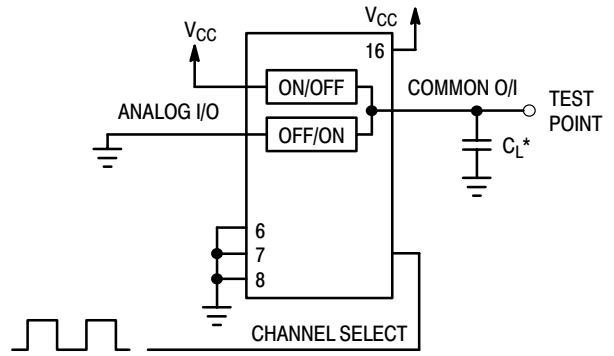 VCC
VCC
16
ON/OFF
COMMON O/I
ANALOG I/O
OFF/ON
TEST
POINT
CL*
6
7
8
CHANNEL SELECT